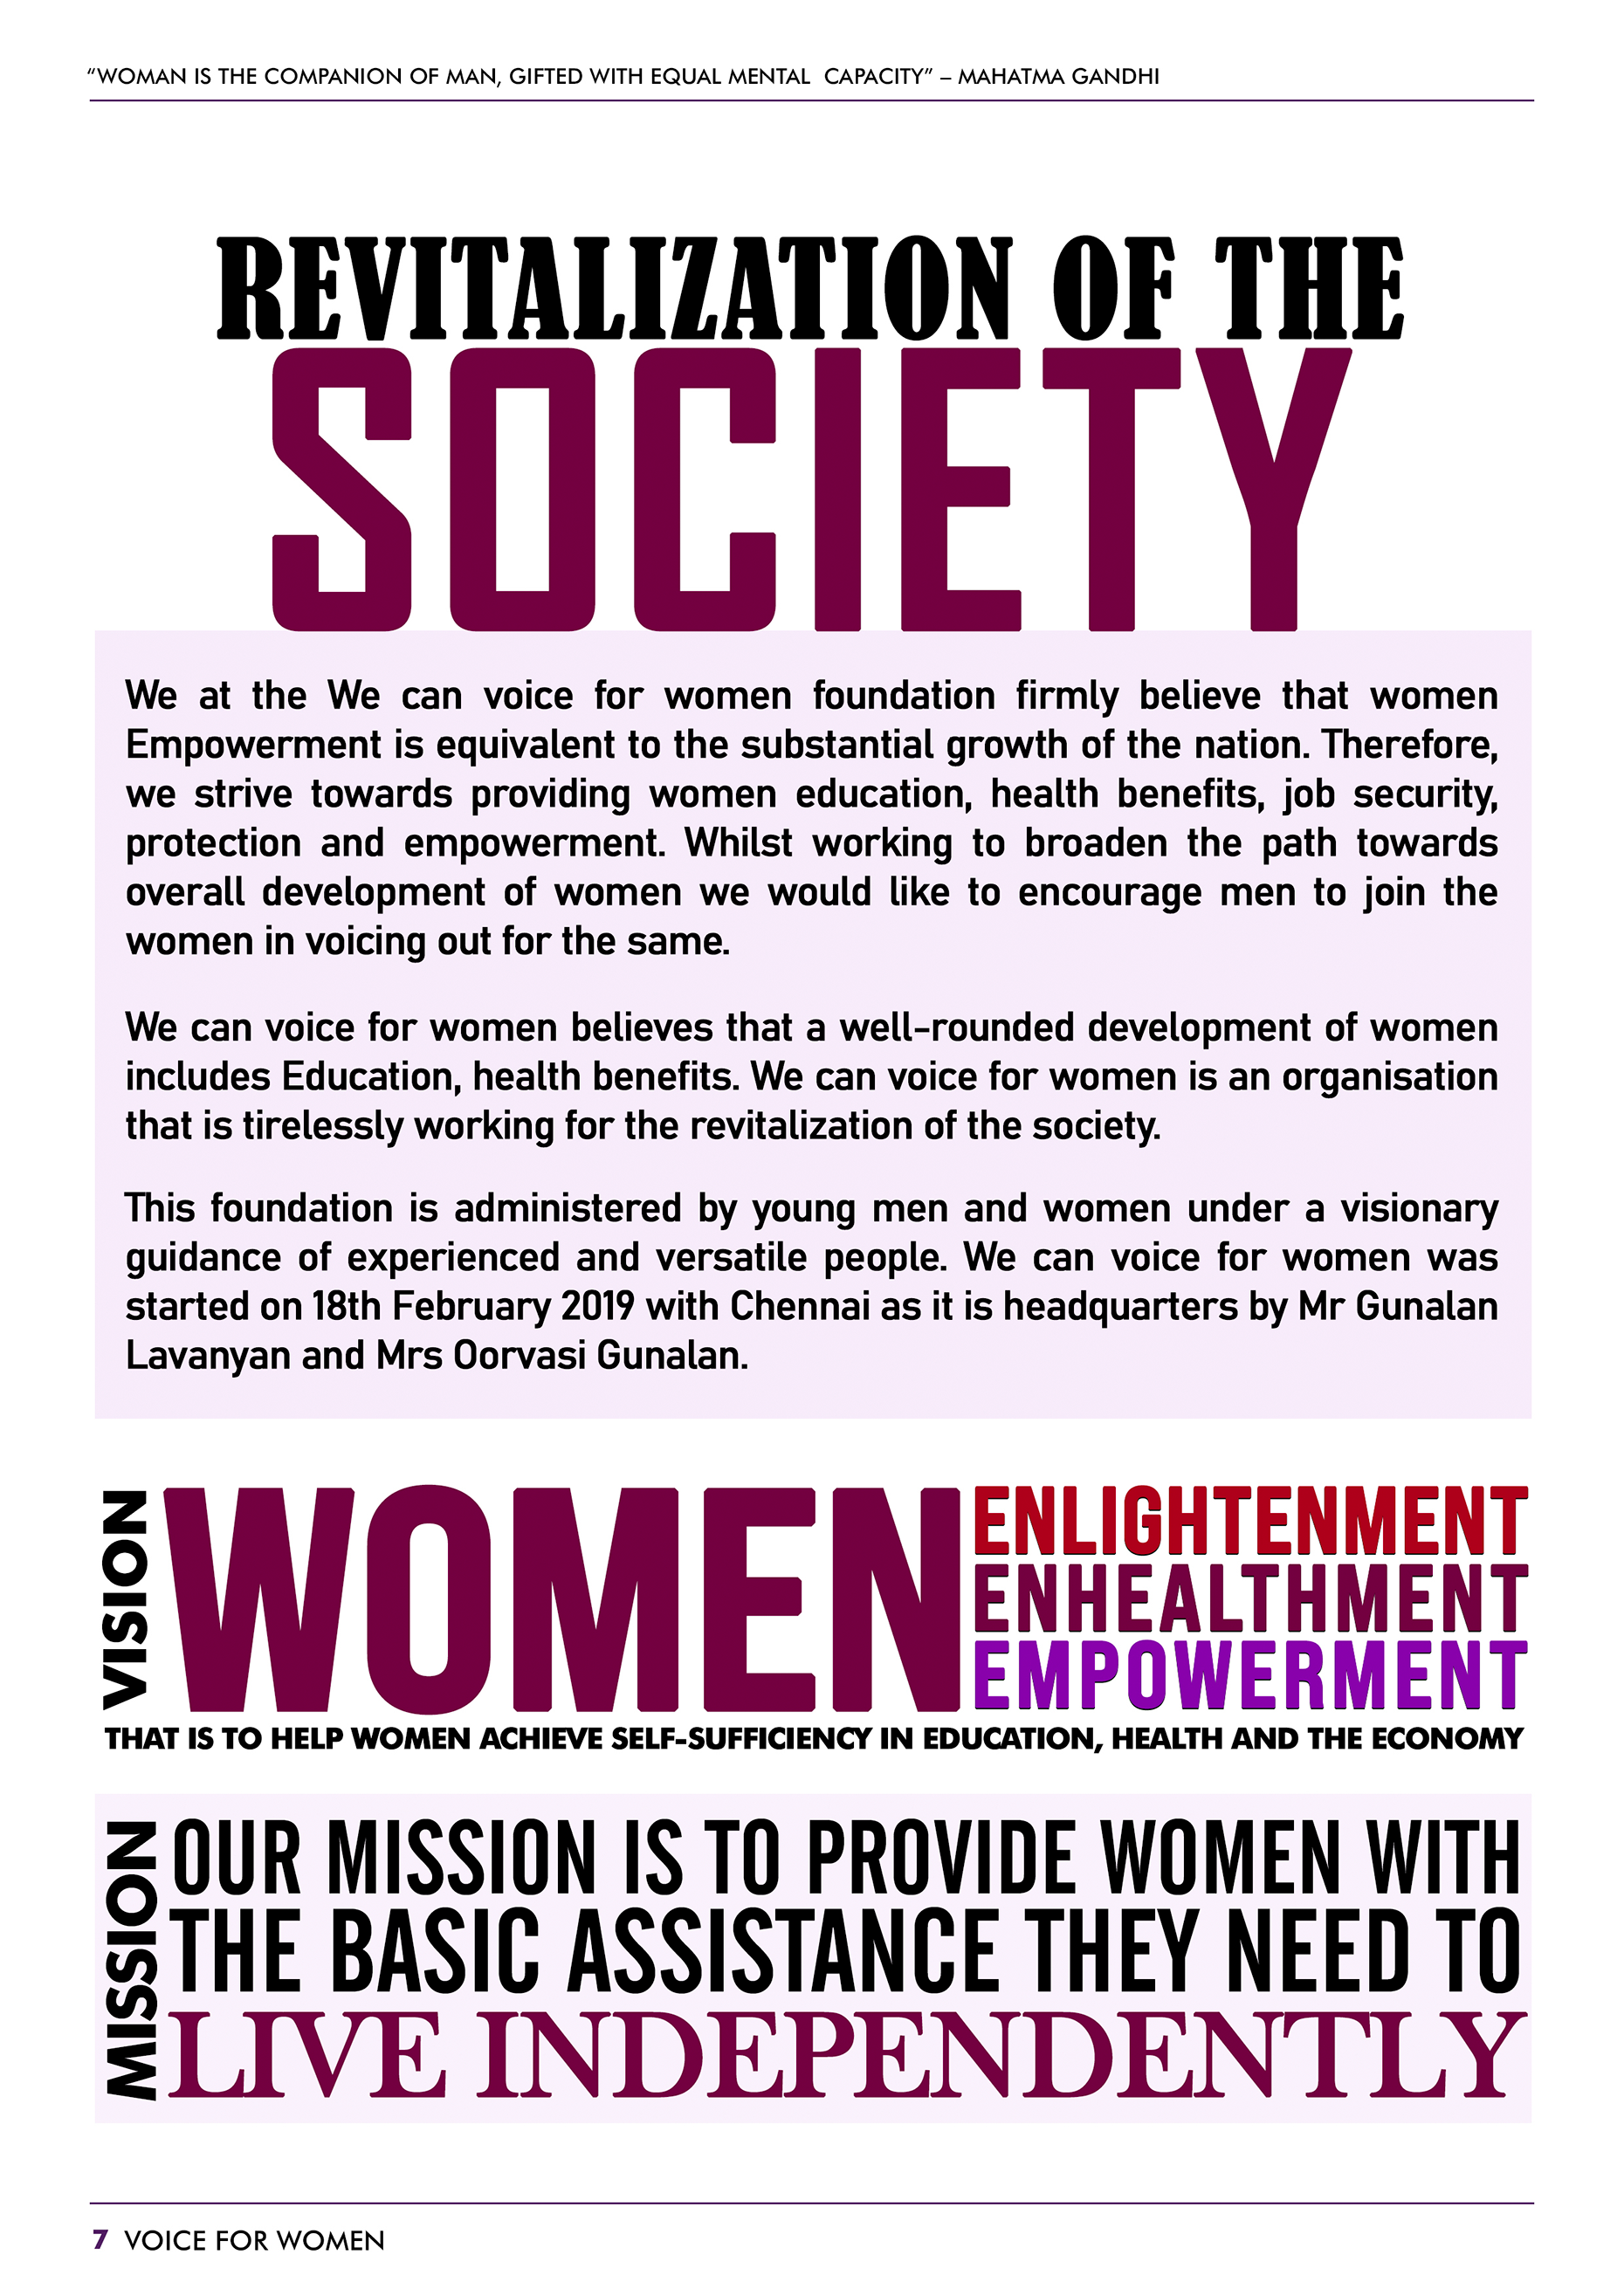 “WOMAN IS THE COMPANION OF MAN, GIFTED WITH EQUAL MENTAL CAPACITY” – MAHATMA GANDHI
REVITALIZATION OF THE
SOCIETY
We at the We can voice for women foundation firmly believe that women
Empowerment is equivalent to the substantial growth of the nation. Therefore,
we strive towards providing women education, health benefits, job security,
protection and empowerment. Whilst working to broaden the path towards
overall development of women we would like to encourage men to join the
women in voicing out for the same.
We can voice for women believes that a well-rounded development of women
includes Education, health benefits. We can voice for women is an organisation
that is tirelessly working for the revitalization of the society.
This foundation is administered by young men and women under a visionary
guidance of experienced and versatile people. We can voice for women was
started on 18th February 2019 with Chennai as it is headquarters by Mr Gunalan
Lavanyan and Mrs Oorvasi Gunalan.
VISION
WOMEN
ENLIGHTENMENT
ENHEALTHMENT
EMPOWERMENT
THAT IS TO HELP WOMEN ACHIEVE SELF-SUFFICIENCY IN EDUCATION, HEALTH AND THE ECONOMY
MISSION
OUR MISSION IS TO PROVIDE WOMEN WITH
THE BASIC ASSISTANCE THEY NEED TO
LIVE INDEPENDENTLY
7 VOICE FOR WOMEN